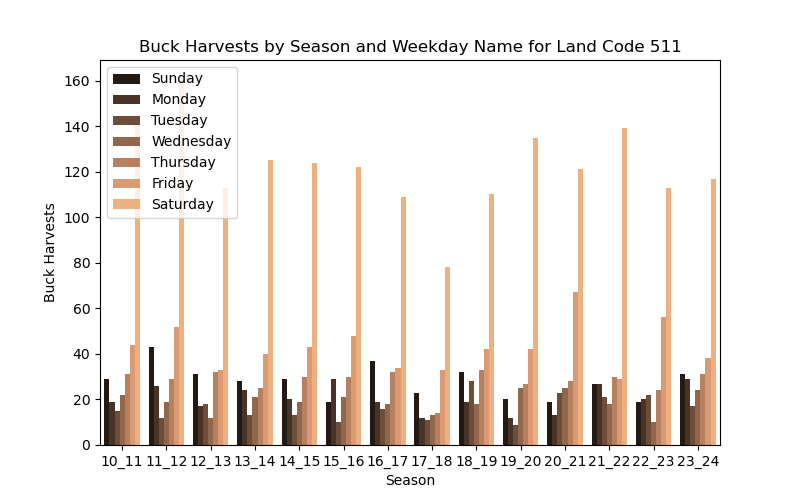 Buck Harvests by Season and Weekday Name for Land Code 511
160
140
120
100
80
60
40
20
0
Buck Harvests
Sunday
Monday
Tuesday
Wednesday
Thursday
Friday
Saturday
10_11 11_12 12_13 13_14 14_15 15_16 16_17 17_18 18_19 19_20 20_21 21_22 22_23 23_24
Season